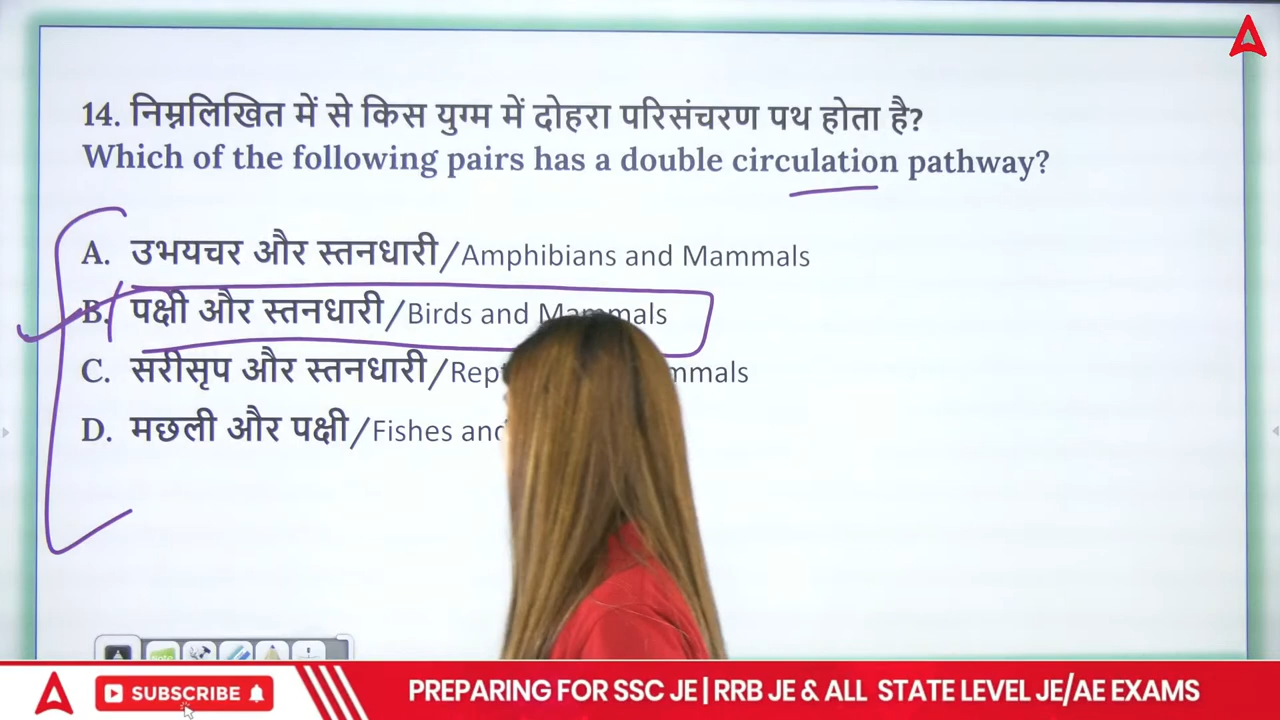 14. निम्नलिखित में से किस युग्म में दोहरा परिसंचरण पथ होता है?
Which of the following pairs has a double circulation pathway?
A. उभयचर और स्तनधारी/Amphibians and Mammals
B. पक्षी और स्तनधारी/Birds and Mammals
C. सरीसृप और स्तनधारी/
D. मछली और पक्षी/Fishes and
SUBSCRIBE
PREPARING FOR SSC JE | RRB JE & ALL STATE LEVEL JE/AE EXAMS